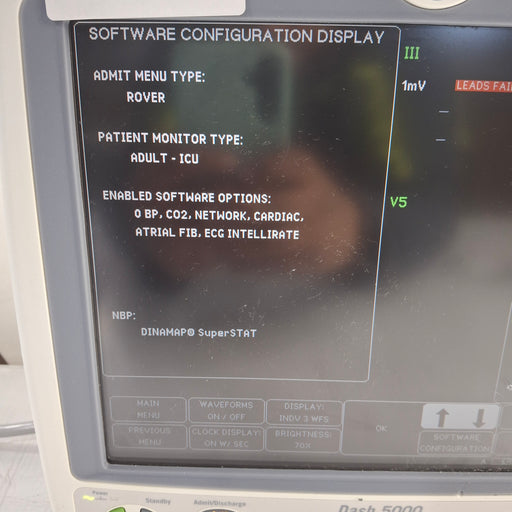 SOFTWARE CONFIGURATION DISPLAY
ADMIT MENU TYPE:
ROVER
PATIENT MONITOR TYPE:
ADULT - ICU
ENABLED SOFTWARE OPTIONS:
0 BP, CO2, NETWORK, CARDIAC,
ATRIAL FIB, ECG INTELLIRATE
NBP:
DINAMAP® SuperSTAT
III
1mV
LEADS FAI
V5
MAIN MENU
WAVEFORMS ON / OFF
DISPLAY: INDV 3 WFS
PREVIOUS MENU
CLOCK DISPLAY: ON W/ SEC
BRIGHTNESS: 70%
OK
SOFTWARE CONFIGURATION
Power
Standby
Admit/Discharge
Dash 5000